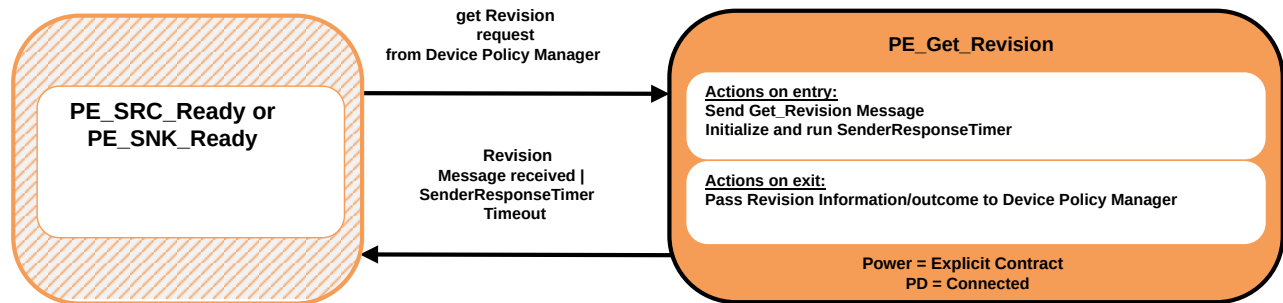 get Revision
request
from Device Policy Manager
PE_SRC_Ready or
PE_SNK_Ready
Revision
Message received |
SenderResponseTimer
Timeout
PE_Get_Revision
Actions on entry:
Send Get_Revision Message
Initialize and run SenderResponseTimer
Actions on exit:
Pass Revision Information/outcome to Device Policy Manager
Power = Explicit Contract
PD = Connected